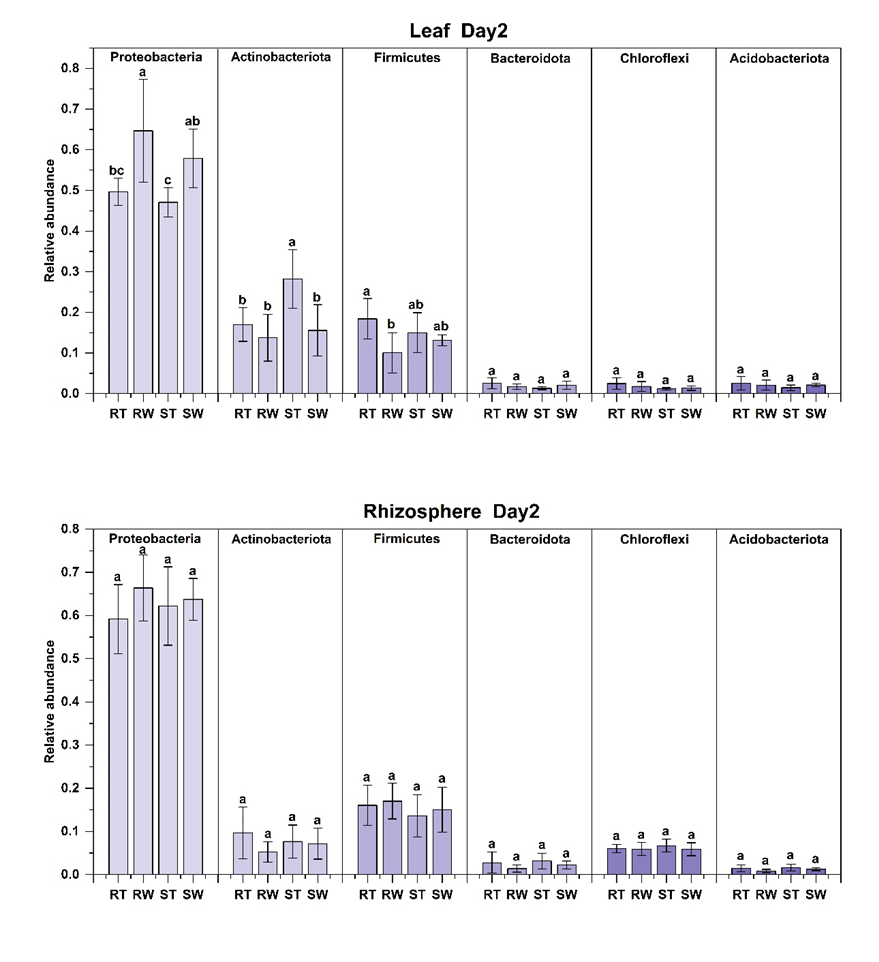 Leaf Day2
Proteobacteria Actinobacteriota Firmicutes Bacteroidota Chloroflexi Acidobacteriota
Relative abundance
0.8
0.7
0.6
0.5
0.4
0.3
0.2
0.1
0.0
bc a c ab
b b a b
a b ab ab
a a a a
a a a a
a a a a
RT RW ST SW RT RW ST SW RT RW ST SW RT RW ST SW RT RW ST SW RT RW ST SW
Rhizosphere Day2
Proteobacteria Actinobacteriota Firmicutes Bacteroidota Chloroflexi Acidobacteriota
Relative abundance
0.8
0.7
0.6
0.5
0.4
0.3
0.2
0.1
0.0
a a a a
a a a a
a a a a
a a a a
a a a a
a a a a
RT RW ST SW RT RW ST SW RT RW ST SW RT RW ST SW RT RW ST SW RT RW ST SW